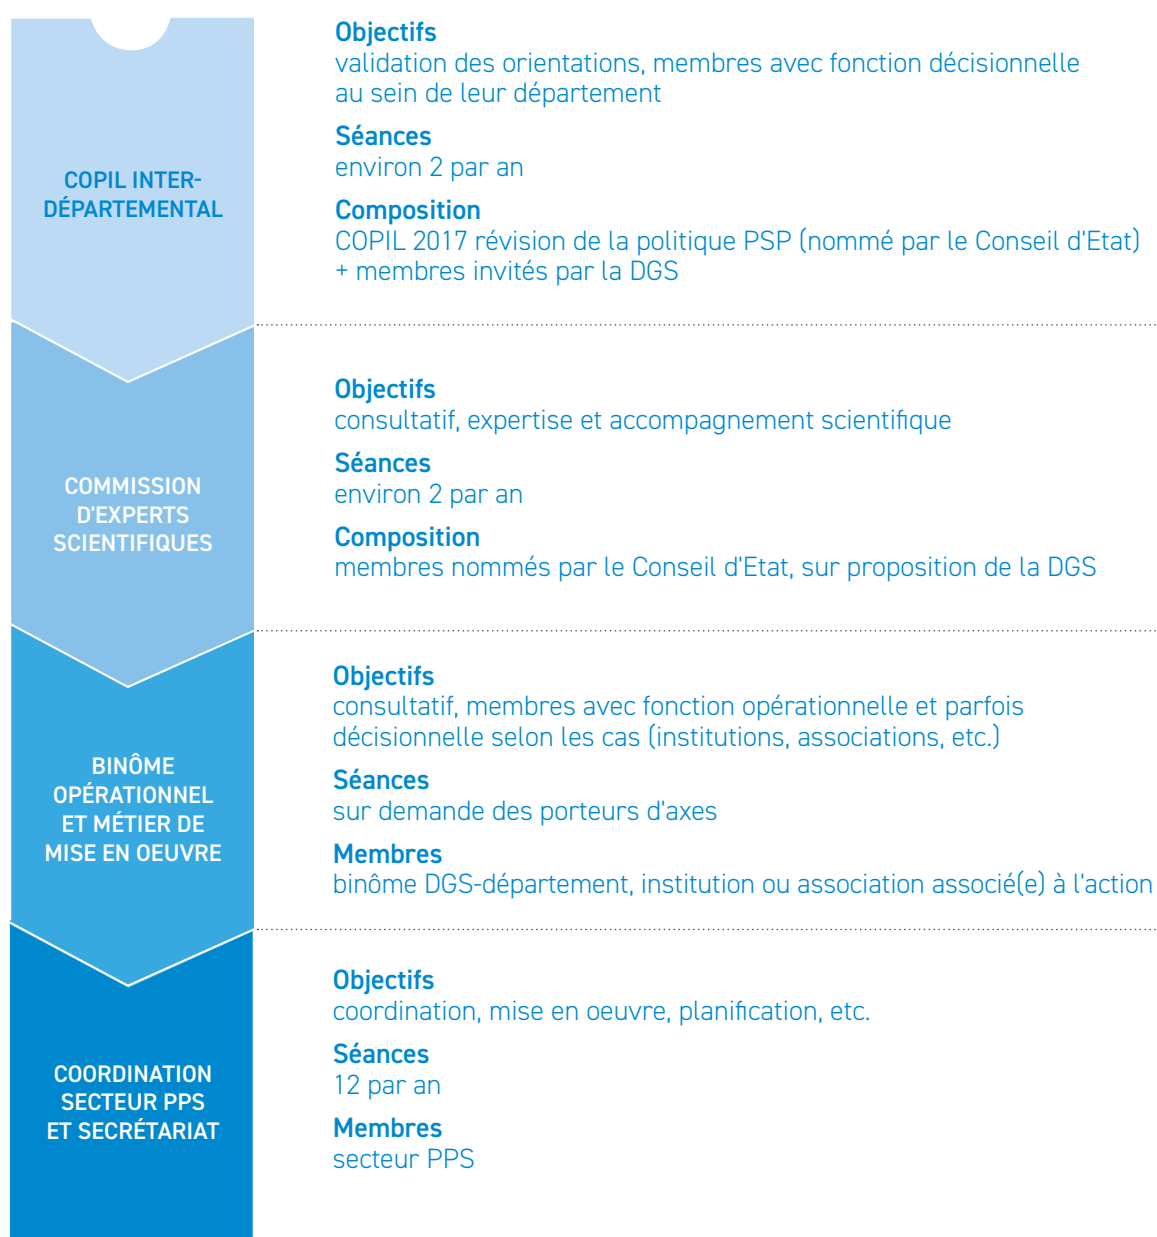 COPIL INTER-
DÉPARTEMENTAL
Objectifs
validation des orientations, membres avec fonction décisionnelle
au sein de leur département
Séances
environ 2 par an
Composition
COPIL 2017 révision de la politique PSP (nommé par le Conseil d'Etat)
+ membres invités par la DGS
COMMISSION
D'EXPERTS
SCIENTIFIQUES
Objectifs
consultatif, expertise et accompagnement scientifique
Séances
environ 2 par an
Composition
membres nommés par le Conseil d'Etat, sur proposition de la DGS
BINÔME
OPÉRATIONNEL
ET MÉTIER DE
MISE EN OEUVRE
Objectifs
consultatif, membres avec fonction opérationnelle et parfois
décisionnelle selon les cas (institutions, associations, etc.)
Séances
sur demande des porteurs d'axes
Membres
binôme DGS-département, institution ou association associé(e) à l'action
COORDINATION
SECTEUR PPS
ET SECRÉTARIAT
Objectifs
coordination, mise en oeuvre, planification, etc.
Séances
12 par an
Membres
secteur PPS